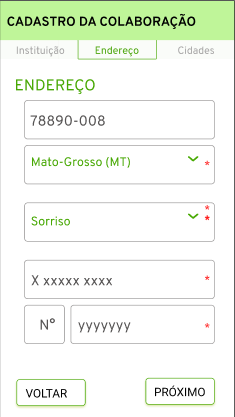 CADASTRO DA COLABORAÇÃO
Instituição Endereço Cidades
ENDEREÇO
78890-008
Mato-Grosso (MT) *
*
Sorriso *
X xxxxx xxxx *
Nº yyyyyyy *
VOLTAR PRÓXIMO